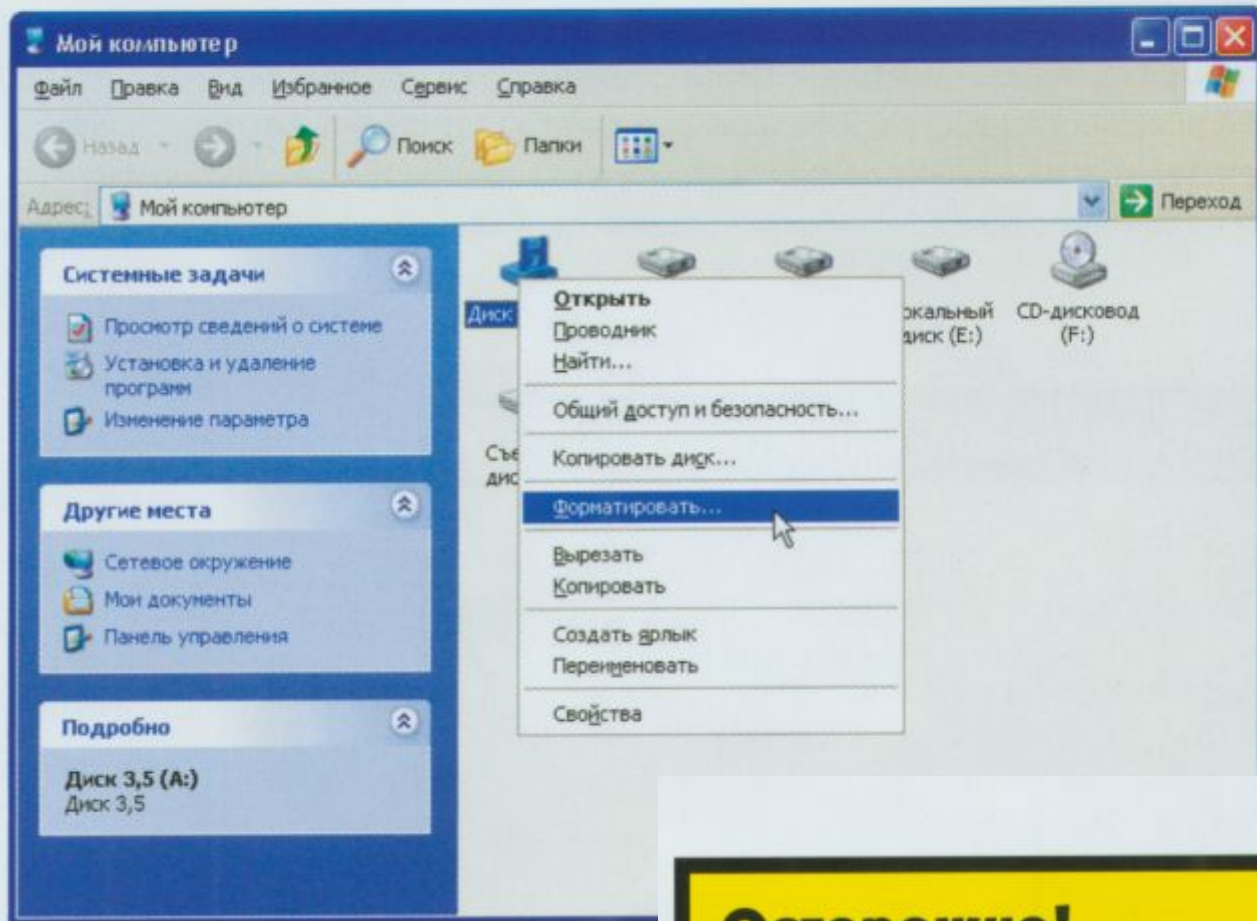 Мой компьютер
Файл Правка Вид Избранное Сервис Справка
Назад Поиск Папки
Адрес: Мой компьютер Переход
Системные задачи
Просмотр сведений о системе
Установка и удаление
программ
Изменение параметра
Другие места
Сетевое окружение
Мои документы
Панель управления
Подробно
Диск 3,5 (A:)
Диск 3,5
Диск
диск (E:)
CD-дисковод
(F:)
Открыть
Проводник
Найти...
Общий доступ и безопасность...
Копировать диск...
Форматировать...
Вырезать
Копировать
Создать ярлык
Переименовать
Свойства